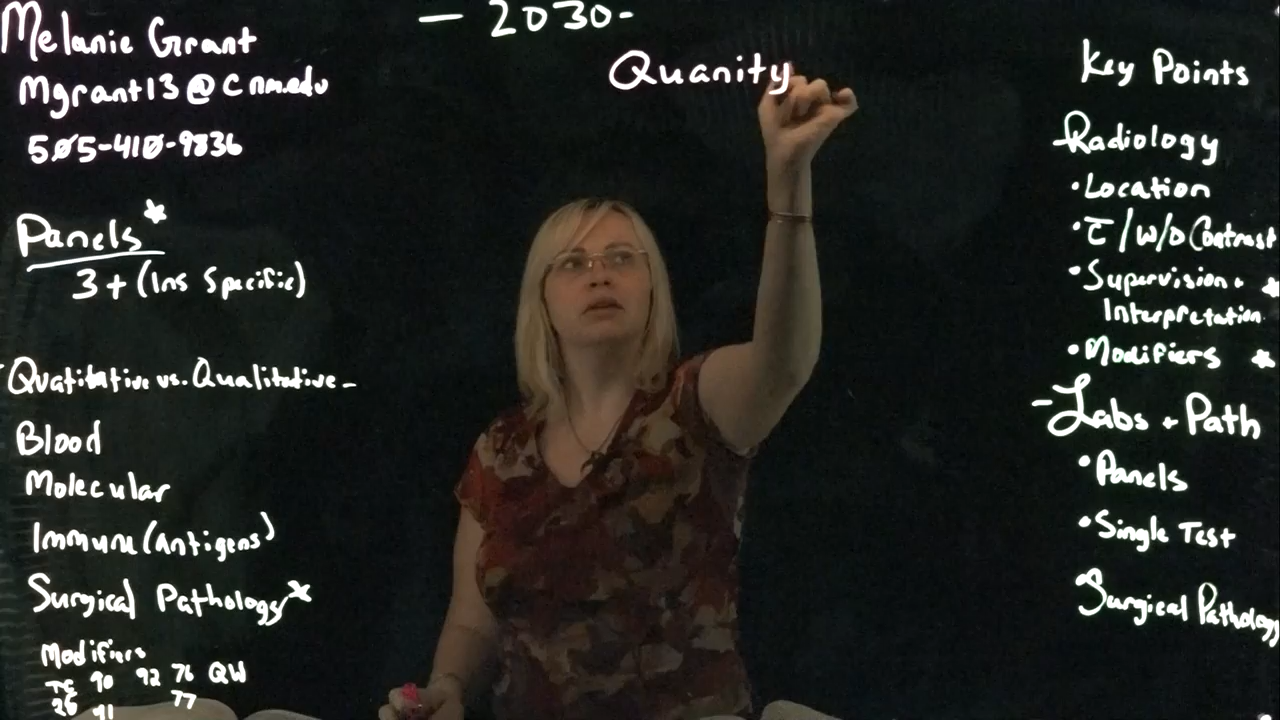 Melanie Grant
Mgrant13@cnm.edu
505-410-9836
Panels*
3+ (Ins Specific)
Quatitative vs. Qualitative -
Blood
Molecular
Immune (antigens)
Surgical Pathology*
Modifiers
TC 90 92 76 QW
26 91 77
- 2030-
Quanity
Key Points
Radiology
• Location
• C / W/O Contrast
• Supervision + *
Interpretation
• Modifiers *
- Labs + Path
• Panels
• Single Test
• Surgical Pathology